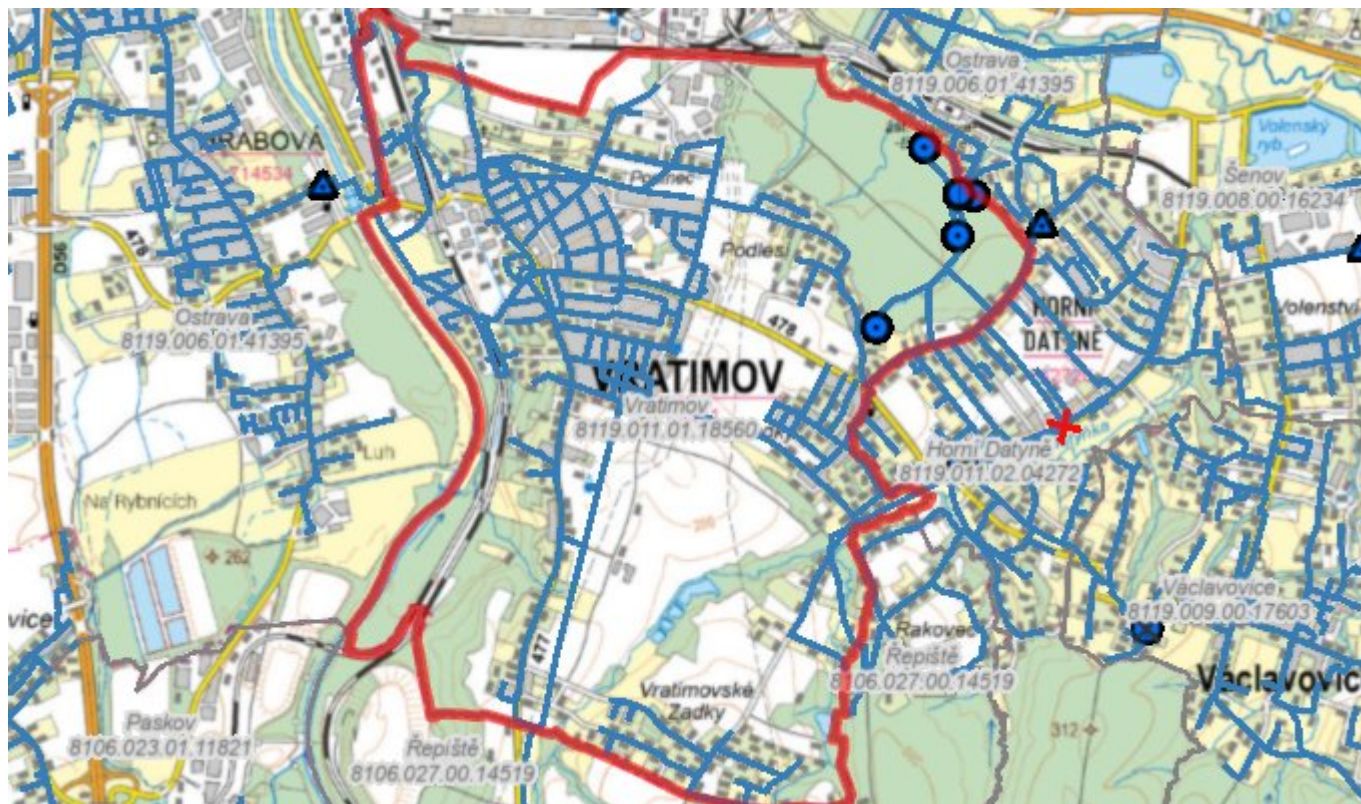 Ostrava
8119.006.01.41395
Volenský
ryb.
HRABOVÁ
714534
Šenov
8119.008.00.16234
478
D56
Podlesí
HORNÍ
DATYNĚ
Volenství
Ostrava
8119.006.01.41395
478
VRATIMOV
Vratimov
8119.011.01.18560
Luh
Horní Datyně
8119.011.02.04272
Na Rybnících
262
Václavovice
8119.009.00.17603
vice
477
Rakovec
Řepiště
8106.027.00.14519
Václavovic
Vratimovské
Zadky
Paskov
8106.023.01.11821
Řepiště
8106.027.00.14519
312